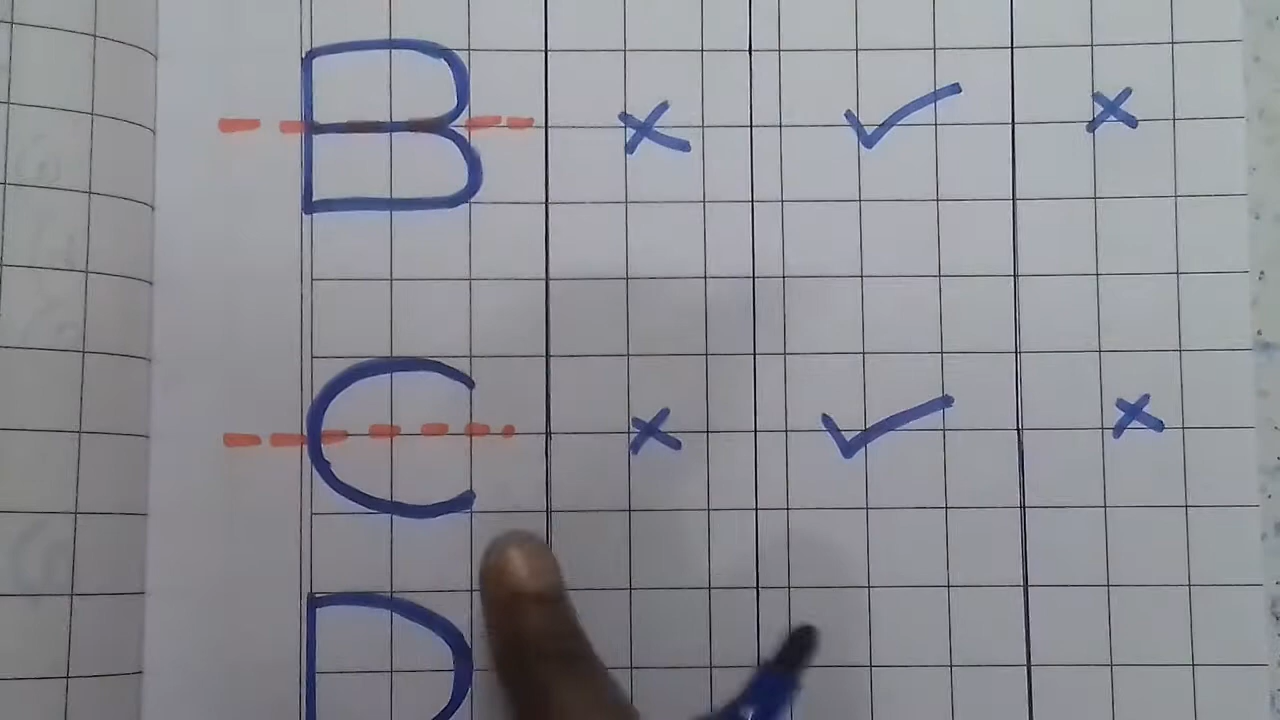 B × ✓ ×
C × ✓ ×
D